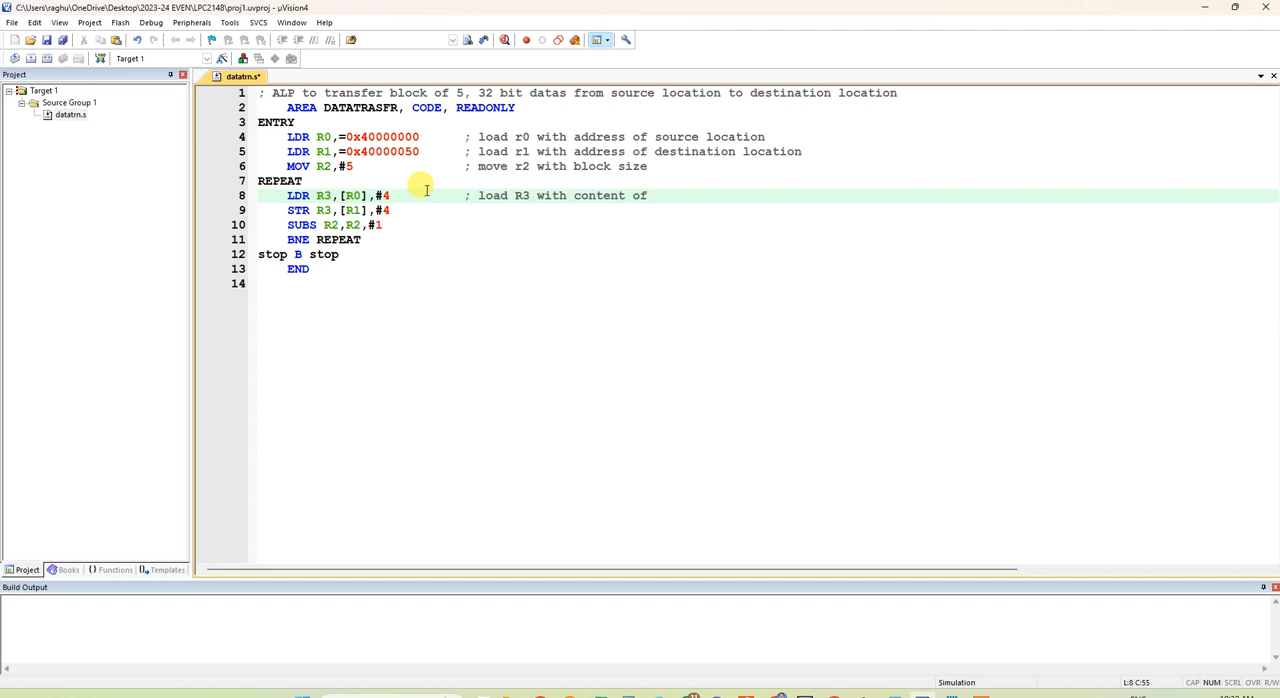 C:\Users\raghu\OneDrive\Desktop\2023-24 EVEN\LPC2148\proj1.uvproj - µVision4
File Edit View Project Flash Debug Peripherals Tools SVCS Window Help
Target 1
Project
datatrn.s*
Target 1
Source Group 1
datatrn.s
1 ; ALP to transfer block of 5, 32 bit datas from source location to destination location
2 AREA DATATRASFR, CODE, READONLY
3 ENTRY
4 LDR R0,=0x40000000 ; load r0 with address of source location
5 LDR R1,=0x40000050 ; load r1 with address of destination location
6 MOV R2,#5 ; move r2 with block size
7 REPEAT
8 LDR R3,[R0],#4 ; load R3 with content of
9 STR R3,[R1],#4
10 SUBS R2,R2,#1
11 BNE REPEAT
12 stop B stop
13 END
14
Project Books {} Functions Templates
Build Output
Simulation L:8 C:55 CAP NUM SCRL OVR R/W